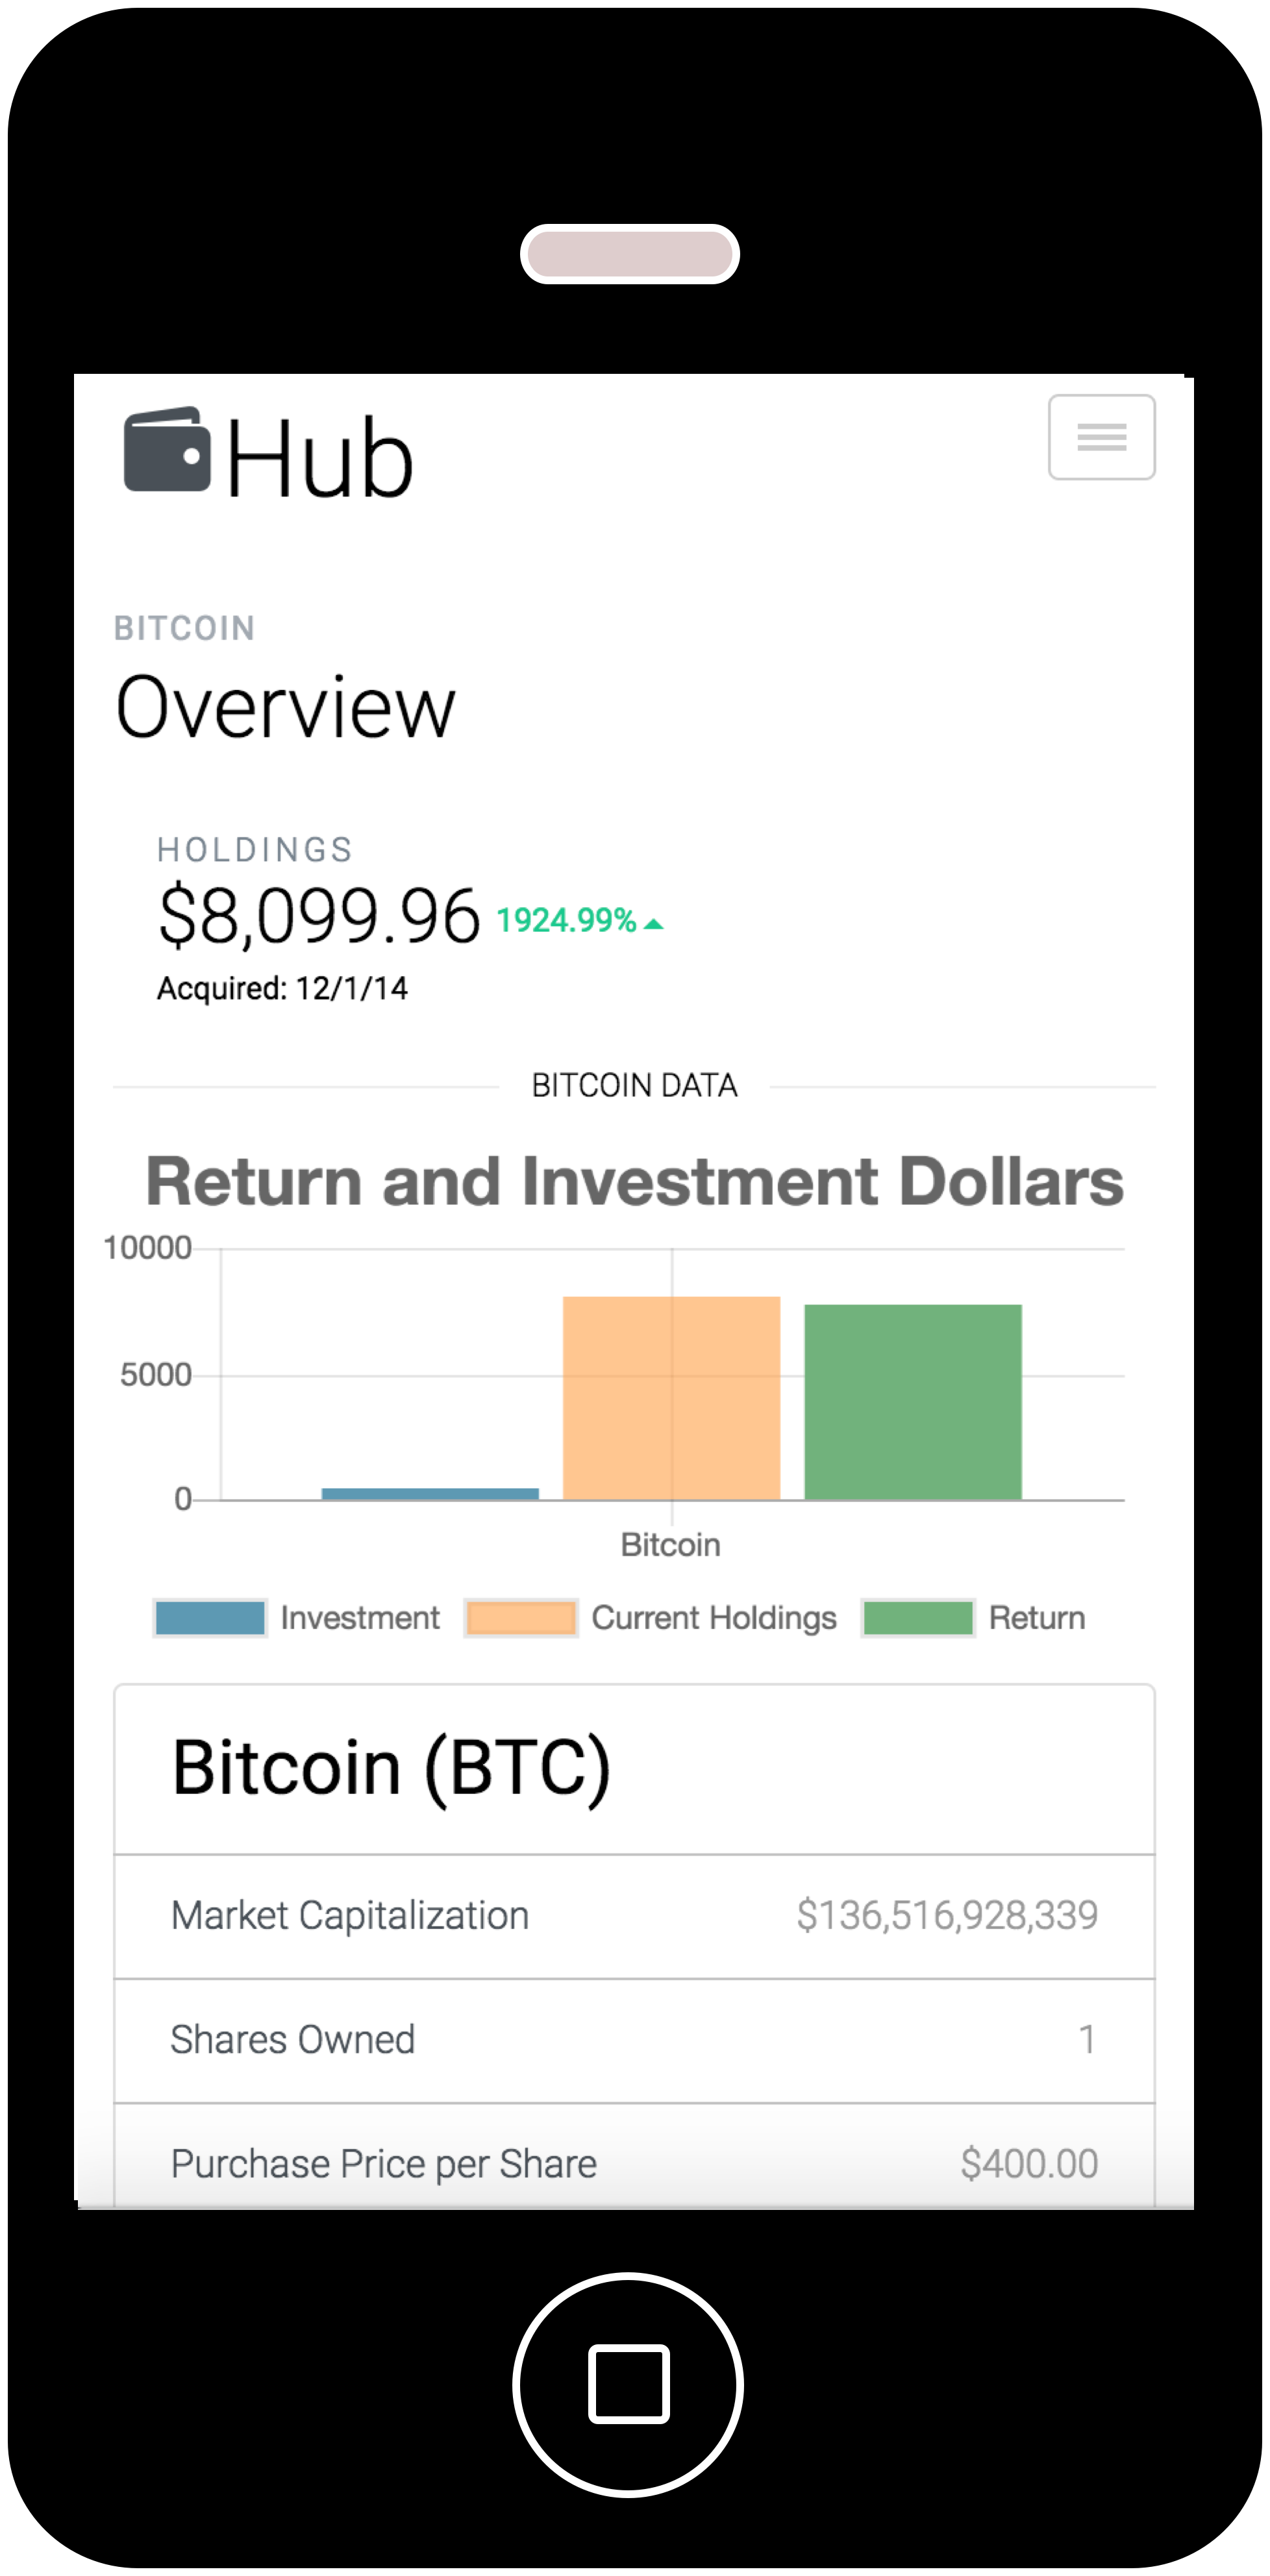 Hub
BITCOIN
Overview
HOLDINGS
$8,099.96 1924.99%
Acquired: 12/1/14
BITCOIN DATA
Return and Investment Dollars
10000
5000
0
Bitcoin
Investment Current Holdings Return
Bitcoin (BTC)
Market Capitalization $136,516,928,339
Shares Owned 1
Purchase Price per Share $400.00